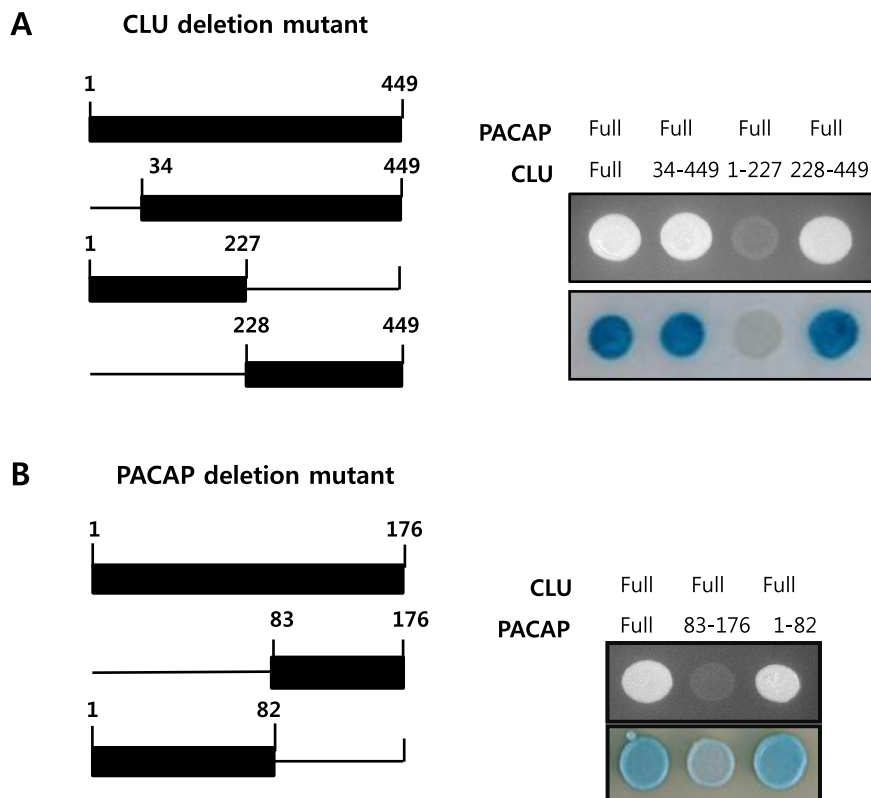 A
CLU deletion mutant
1 449
34 449
1 227
228 449
PACAP Full Full Full Full
CLU Full 34-449 1-227 228-449
B
PACAP deletion mutant
1 176
83 176
1 82
CLU Full Full Full
PACAP Full 83-176 1-82